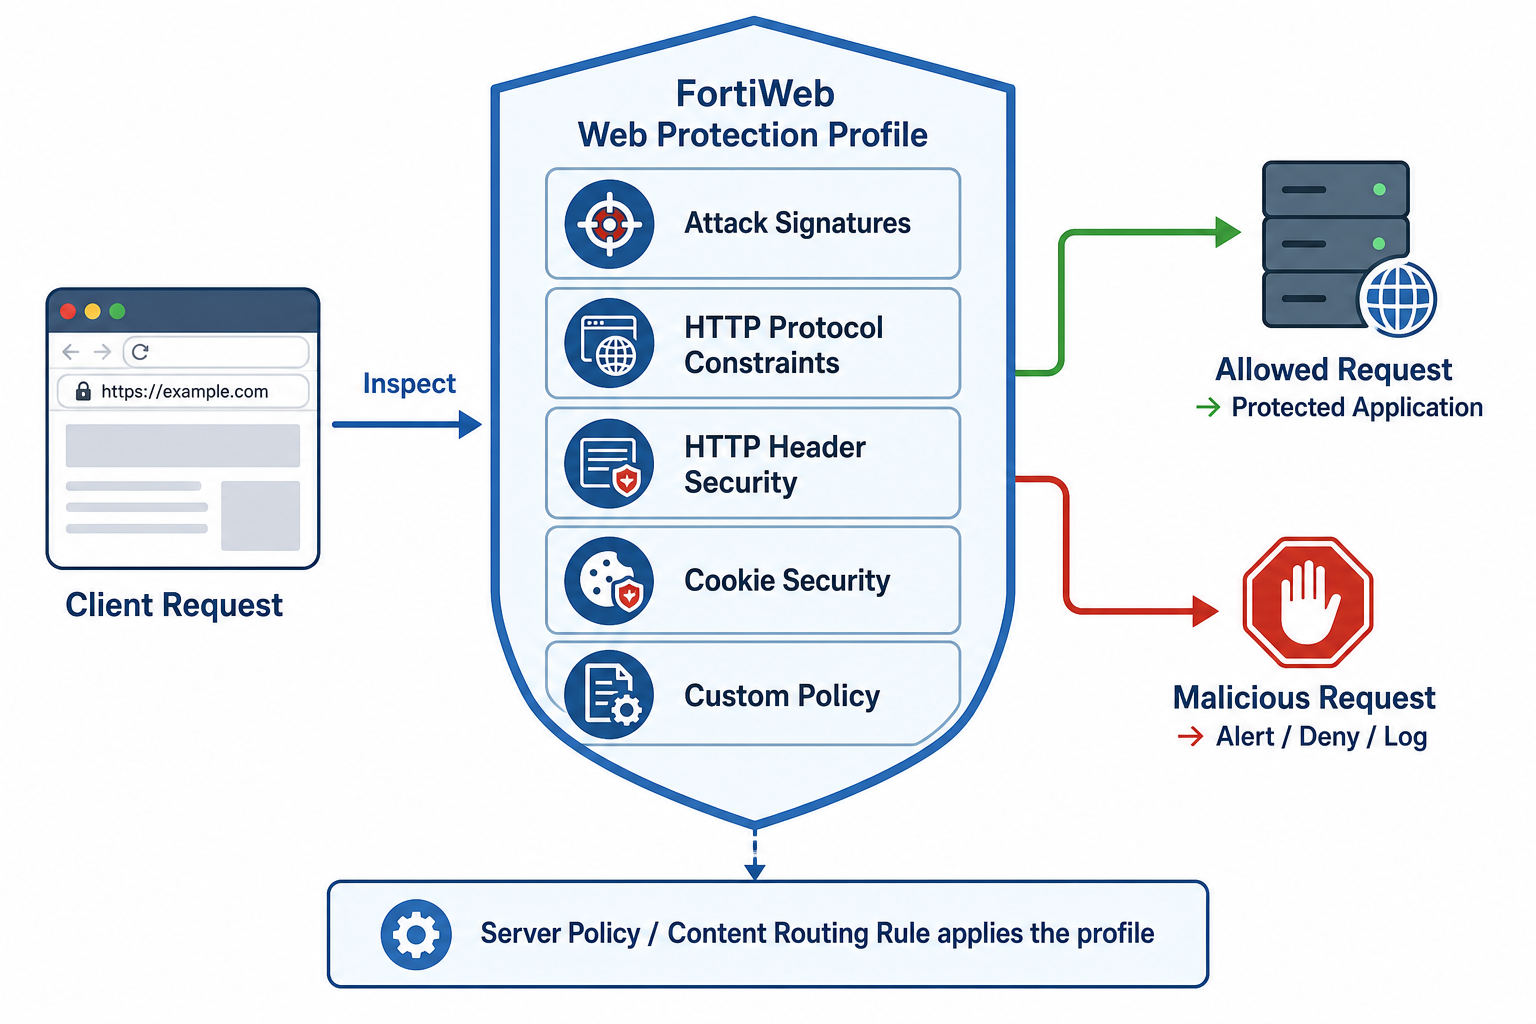 FortiWeb
Web Protection Profile
Attack Signatures
HTTP Protocol
Constraints
HTTP Header
Security
Cookie Security
Custom Policy
https://example.com
Client Request
Inspect
Allowed Request
→ Protected Application
Malicious Request
→ Alert / Deny / Log
Server Policy / Content Routing Rule applies the profile